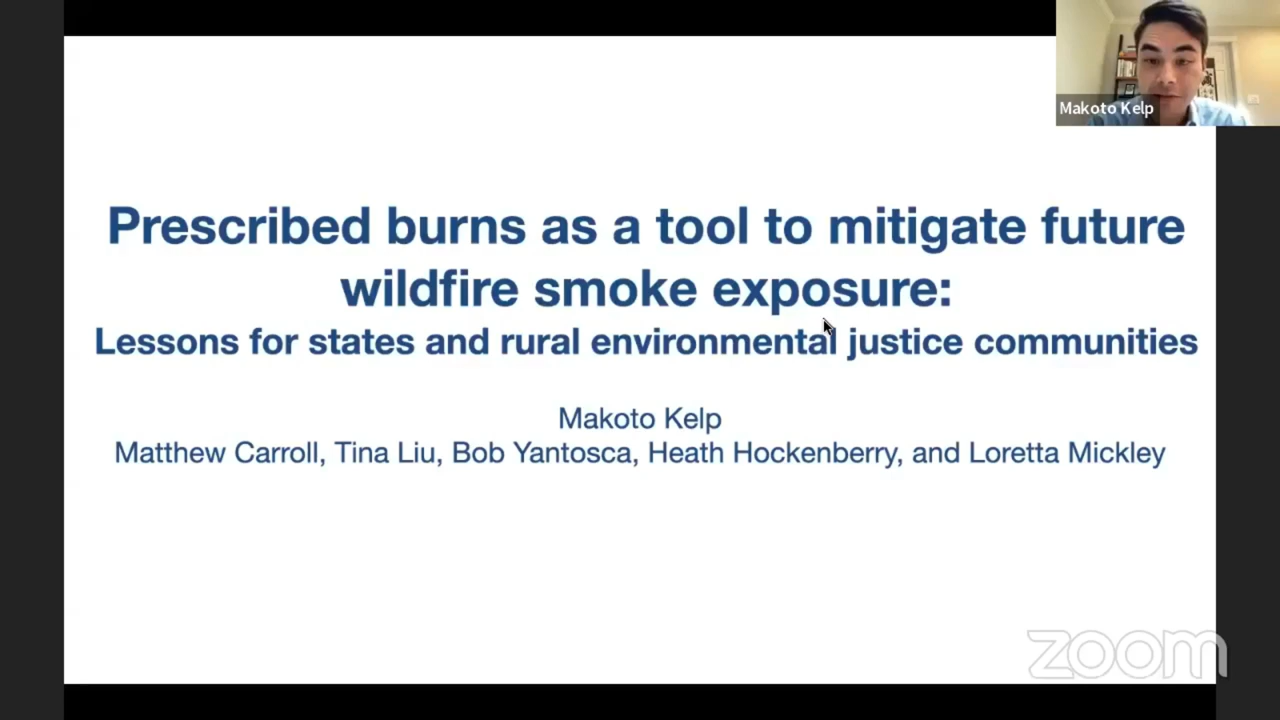 Makoto Kelp
Prescribed burns as a tool to mitigate future
wildfire smoke exposure:
Lessons for states and rural environmental justice communities
Makoto Kelp
Matthew Carroll, Tina Liu, Bob Yantosca, Heath Hockenberry, and Loretta Mickley
zoom